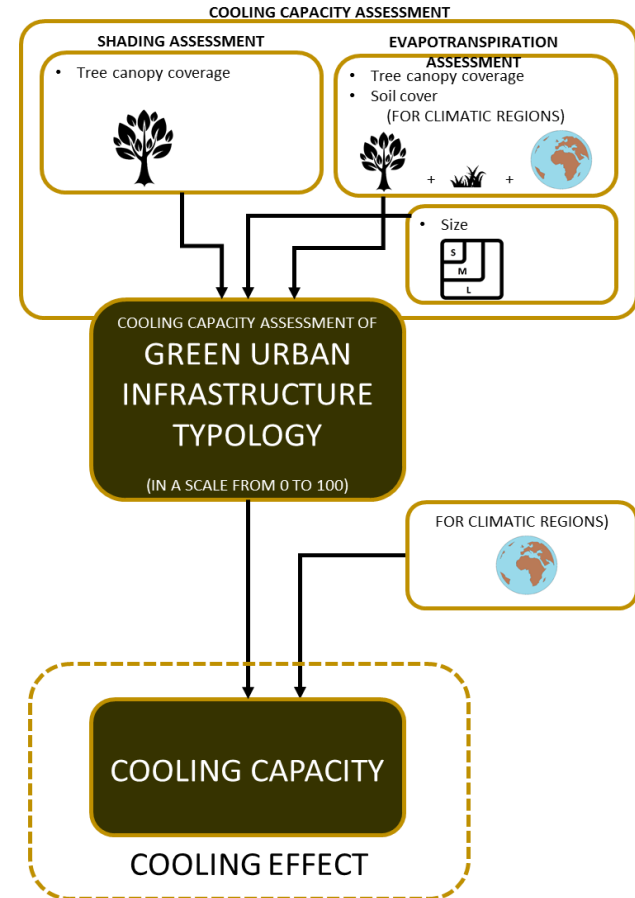 COOLING CAPACITY ASSESSMENT
SHADING ASSESSMENT
• Tree canopy coverage
EVAPOTRANSPIRATION
ASSESSMENT
• Tree canopy coverage
• Soil cover
(FOR CLIMATIC REGIONS)
+ +
• Size
S
M
L
COOLING CAPACITY ASSESSMENT OF
GREEN URBAN
INFRASTRUCTURE
TYPOLOGY
(IN A SCALE FROM 0 TO 100)
FOR CLIMATIC REGIONS)
COOLING CAPACITY
COOLING EFFECT